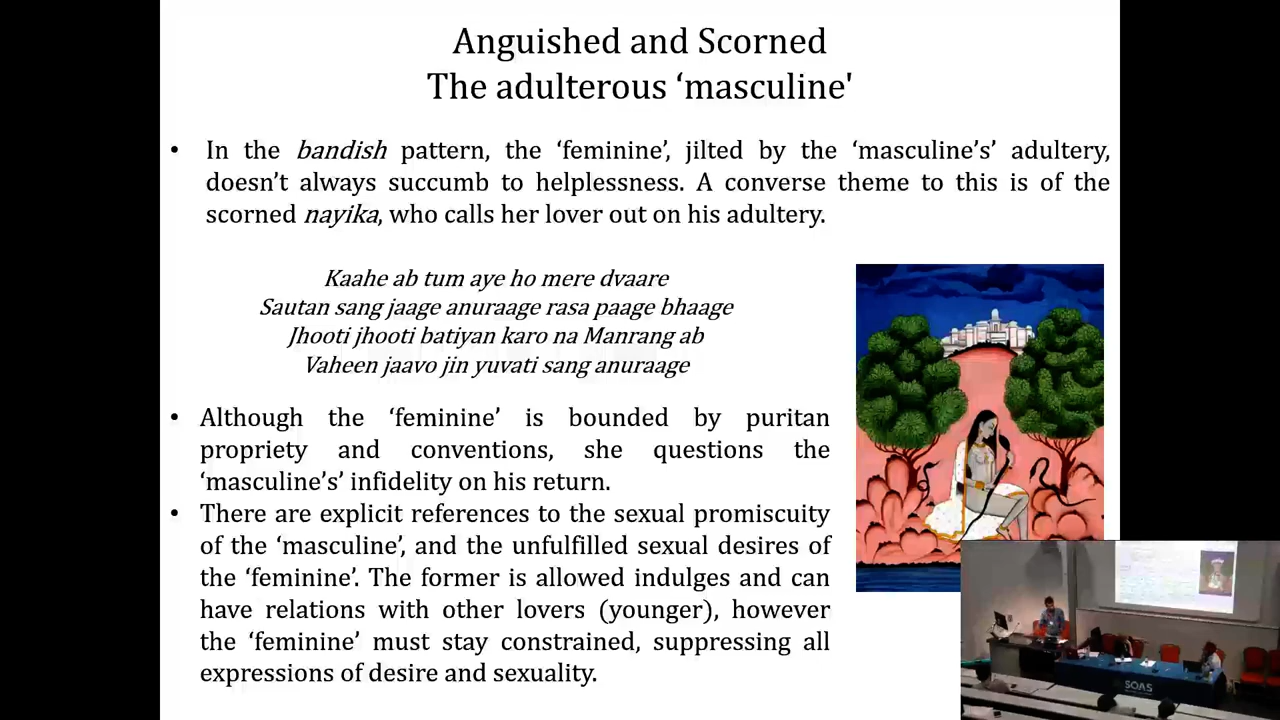 Anguished and Scorned
The adulterous ‘masculine'
• In the bandish pattern, the ‘feminine’, jilted by the ‘masculine’s’ adultery,
doesn’t always succumb to helplessness. A converse theme to this is of the
scorned nayika, who calls her lover out on his adultery.
Kaahe ab tum aye ho mere dvaare
Sautan sang jaage anuraage rasa paage bhaage
Jhooti jhooti batiyan karo na Manrang ab
Vaheen jaavo jin yuvati sang anuraage
• Although the ‘feminine’ is bounded by puritan
propriety and conventions, she questions the
‘masculine’s’ infidelity on his return.
• There are explicit references to the sexual promiscuity
of the ‘masculine’, and the unfulfilled sexual desires of
the ‘feminine’. The former is allowed indulges and can
have relations with other lovers (younger), however
the ‘feminine’ must stay constrained, suppressing all
expressions of desire and sexuality.
SOAS